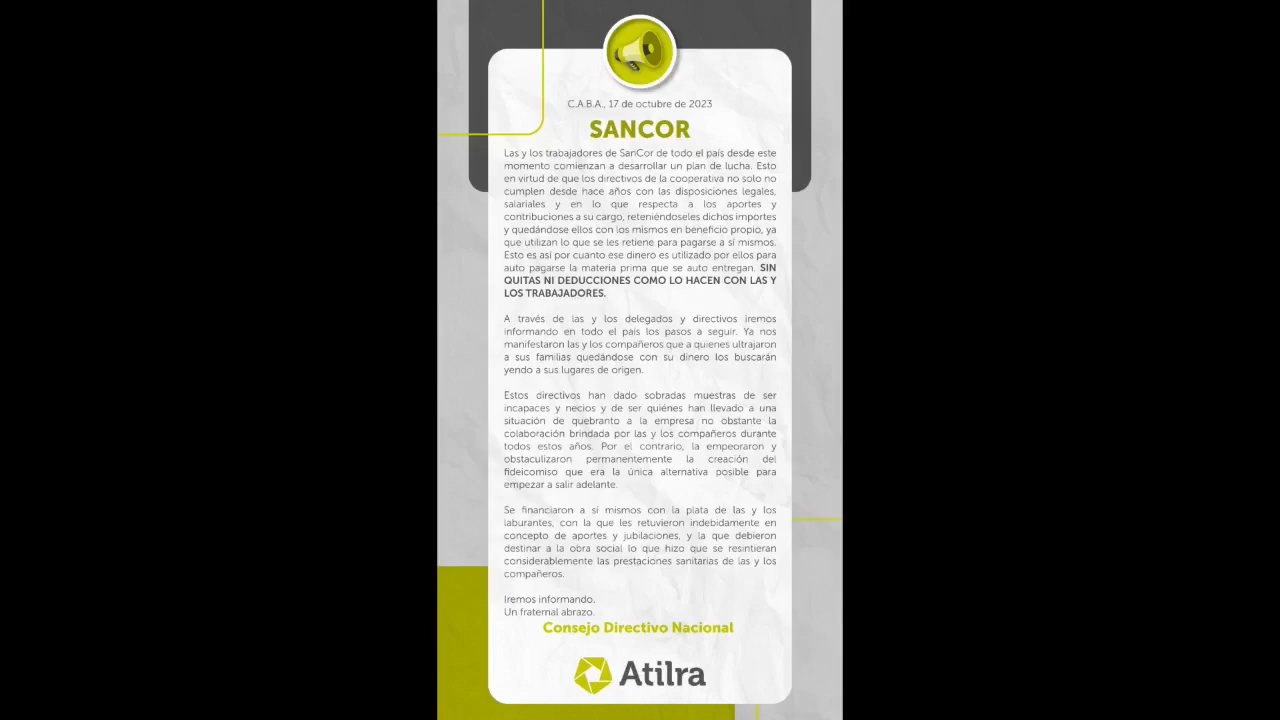 C.A.B.A., 17 de octubre de 2023
SANCOR
Las y los trabajadores de SanCor de todo el país desde este
momento comienzan a desarrollar un plan de lucha. Esto
en virtud de que los directivos de la cooperativa no solo no
cumplen desde hace años con las disposiciones legales,
salariales y en lo que respecta a los aportes y
contribuciones a su cargo, reteniéndoseles dichos importes
y quedándose ellos con los mismos en beneficio propio, ya
que utilizan lo que se les retiene para pagarse a sí mismos.
Esto es así por cuanto ese dinero es utilizado por ellos para
auto pagarse la materia prima que se auto entregan. SIN
QUITAS NI DEDUCCIONES COMO LO HACEN CON LAS Y
LOS TRABAJADORES.
A través de las y los delegados y directivos iremos
informando en todo el país los pasos a seguir. Ya nos
manifestaron las y los compañeros que a quienes ultrajaron
a sus familias quedándose con su dinero los buscarán
yendo a sus lugares de origen.
Estos directivos han dado sobradas muestras de ser
incapaces y necios y de ser quiénes han llevado a una
situación de quebranto a la empresa no obstante la
colaboración brindada por las y los compañeros durante
todos estos años. Por el contrario, la empeoraron y
obstaculizaron permanentemente la creación del
fideicomiso que era la única alternativa posible para
empezar a salir adelante.
Se financiaron a sí mismos con la plata de las y los
laburantes, con la que les retuvieron indebidamente en
concepto de aportes y jubilaciones, y la que debieron
destinar a la obra social lo que hizo que se resintieran
considerablemente las prestaciones sanitarias de las y los
compañeros.
Iremos informando.
Un fraternal abrazo.
Consejo Directivo Nacional
Atilra